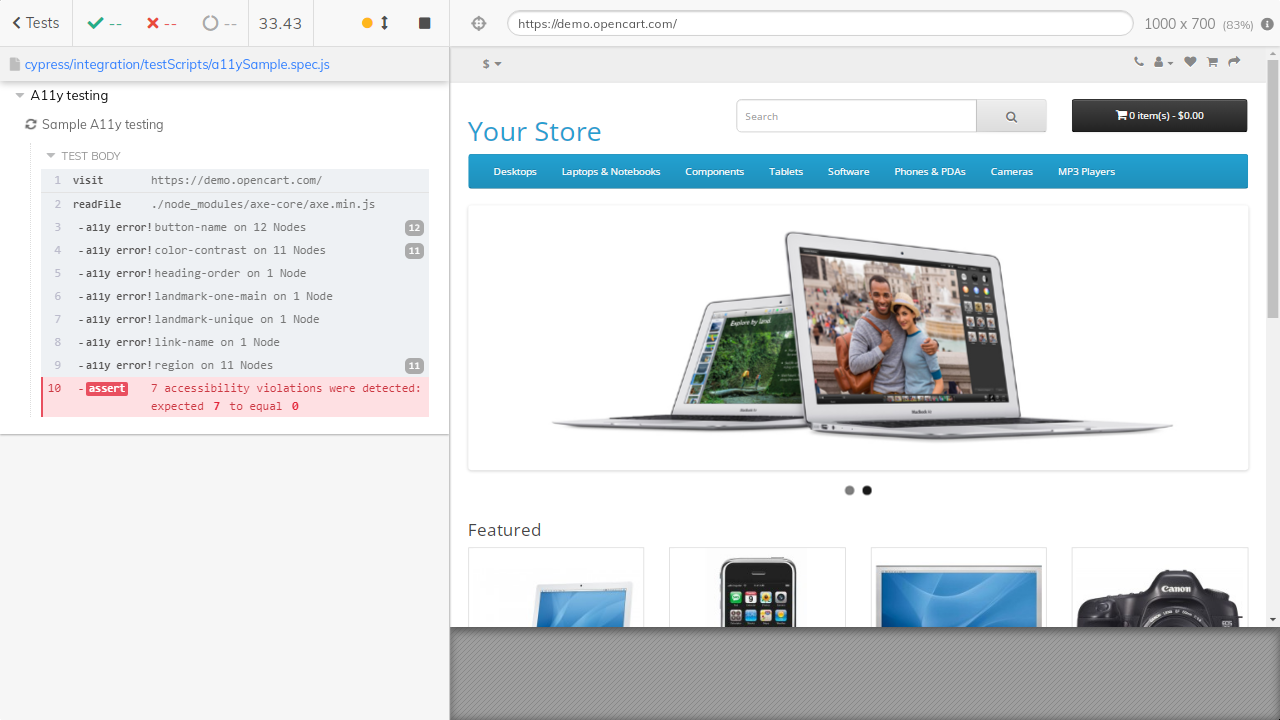 Tests
--
--
--
33.43
https://demo.opencart.com/
1000 x 700 (83%)
cypress/integration/testScripts/a11ySample.spec.js
A11y testing
Sample A11y testing
TEST BODY
1 visit https://demo.opencart.com/
2 readFile ./node_modules/axe-core/axe.min.js
3 -a11y error! button-name on 12 Nodes 12
4 -a11y error! color-contrast on 11 Nodes 11
5 -a11y error! heading-order on 1 Node
6 -a11y error! landmark-one-main on 1 Node
7 -a11y error! landmark-unique on 1 Node
8 -a11y error! link-name on 1 Node
9 -a11y error! region on 11 Nodes 11
10 -assert 7 accessibility violations were detected:
expected 7 to equal 0
$
Your Store
Search
0 item(s) - $0.00
Desktops Laptops & Notebooks Components Tablets Software Phones & PDAs Cameras MP3 Players
Explore by land
MacBook Air
MacBook Air
Featured
Canon